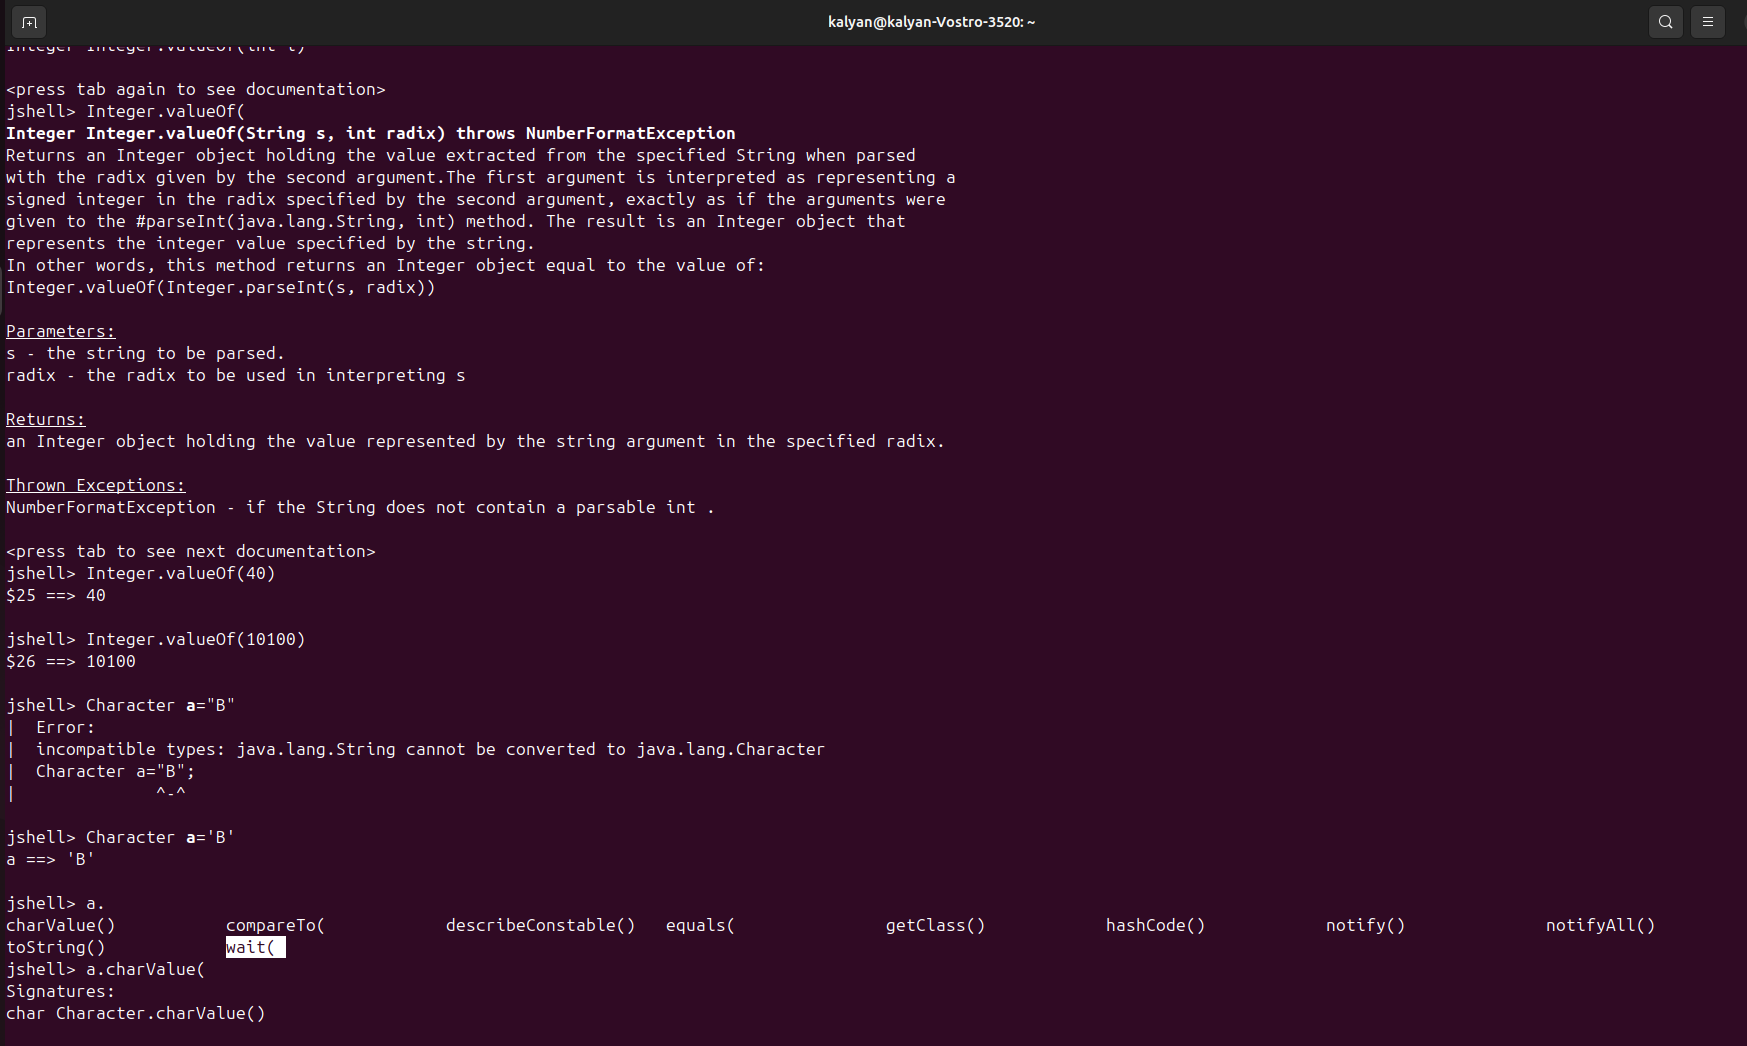 kalyan@kalyan-Vostro-3520: ~
Integer Integer.valueOf(int i)
<press tab again to see documentation>
jshell> Integer.valueOf(
Integer Integer.valueOf(String s, int radix) throws NumberFormatException
Returns an Integer object holding the value extracted from the specified String when parsed
with the radix given by the second argument.The first argument is interpreted as representing a
signed integer in the radix specified by the second argument, exactly as if the arguments were
given to the #parseInt(java.lang.String, int) method. The result is an Integer object that
represents the integer value specified by the string.
In other words, this method returns an Integer object equal to the value of:
Integer.valueOf(Integer.parseInt(s, radix))
Parameters:
s - the string to be parsed.
radix - the radix to be used in interpreting s
Returns:
an Integer object holding the value represented by the string argument in the specified radix.
Thrown Exceptions:
NumberFormatException - if the String does not contain a parsable int .
<press tab to see next documentation>
jshell> Integer.valueOf(40)
$25 ==> 40
jshell> Integer.valueOf(10100)
$26 ==> 10100
jshell> Character a="B"
|  Error:
|  incompatible types: java.lang.String cannot be converted to java.lang.Character
|  Character a="B";
|              ^-^
jshell> Character a='B'
a ==> 'B'
jshell> a.
charValue() compareTo( describeConstable() equals( getClass() hashCode() notify() notifyAll()
toString() wait(
jshell> a.charValue(
Signatures:
char Character.charValue()